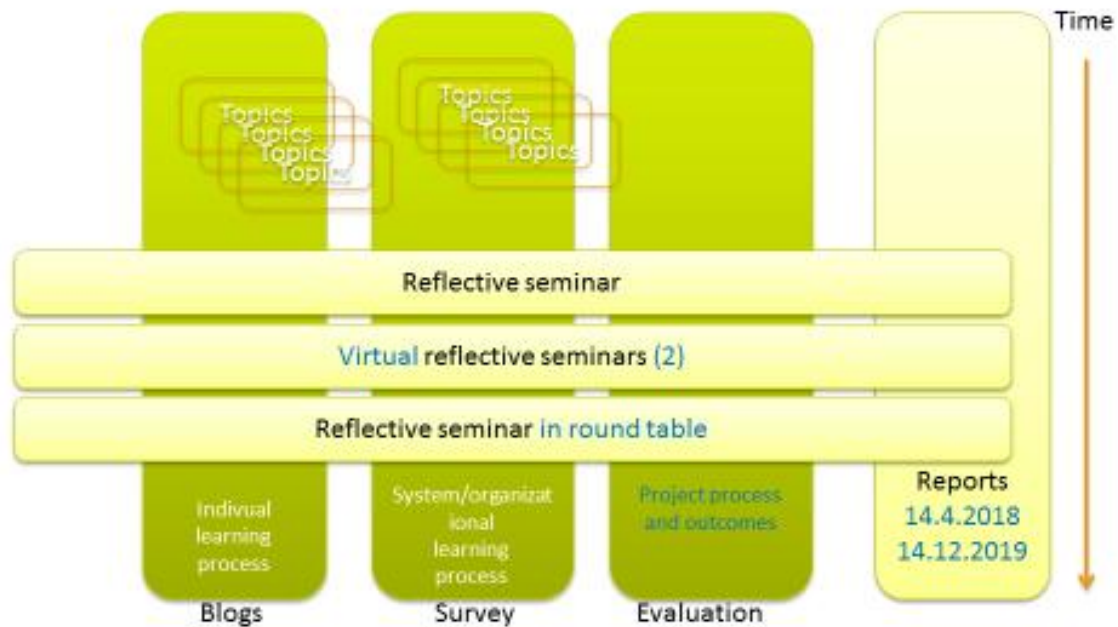 Time
Topics
Topics
Topics
Topics
Topics
Topics
Topics
Topics
Reflective seminar
Virtual reflective seminars (2)
Reflective seminar in round table
Indivual
learning
process
System/organizat
ional
learning
process
Project process
and outcomes
Reports
14.4.2018
14.12.2019
Blogs
Survey
Evaluation